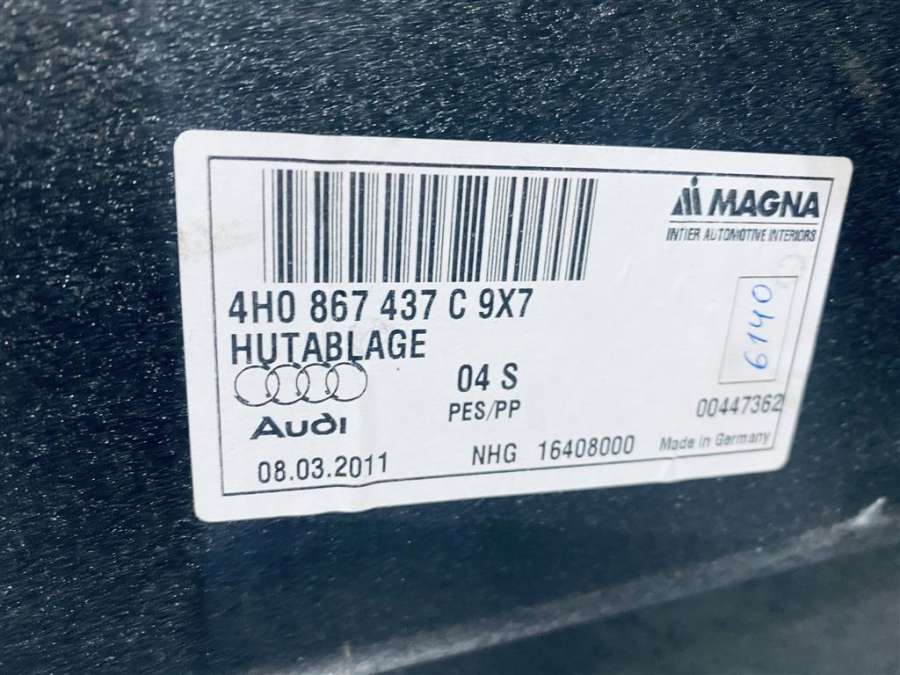 MAGNA
INTIER AUTOMOTIVE INTERIORS
4H0 867 437 C 9X7
HUTABLAGE
6140
04 S
PES/PP
00447362
Audi
08.03.2011
NHG 16408000
Made in Germany